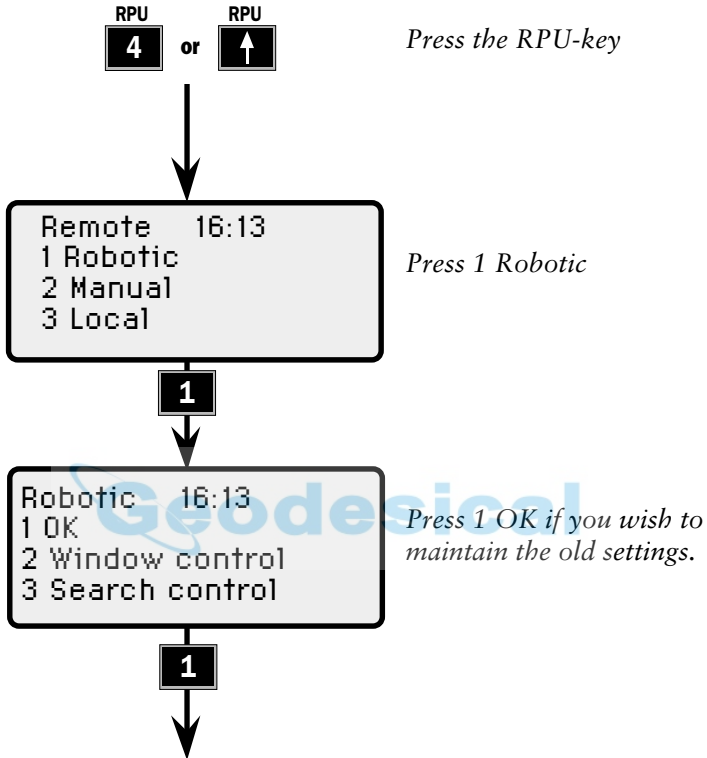 RPU RPU
4 or
Press the RPU-key
Remote 16:13
1 Robotic
2 Manual
3 Local
Press 1 Robotic
1
Robotic 16:13
1 OK
2 Window control
3 Search control
Geodesical
Press 1 OK if you wish to
maintain the old settings.
1